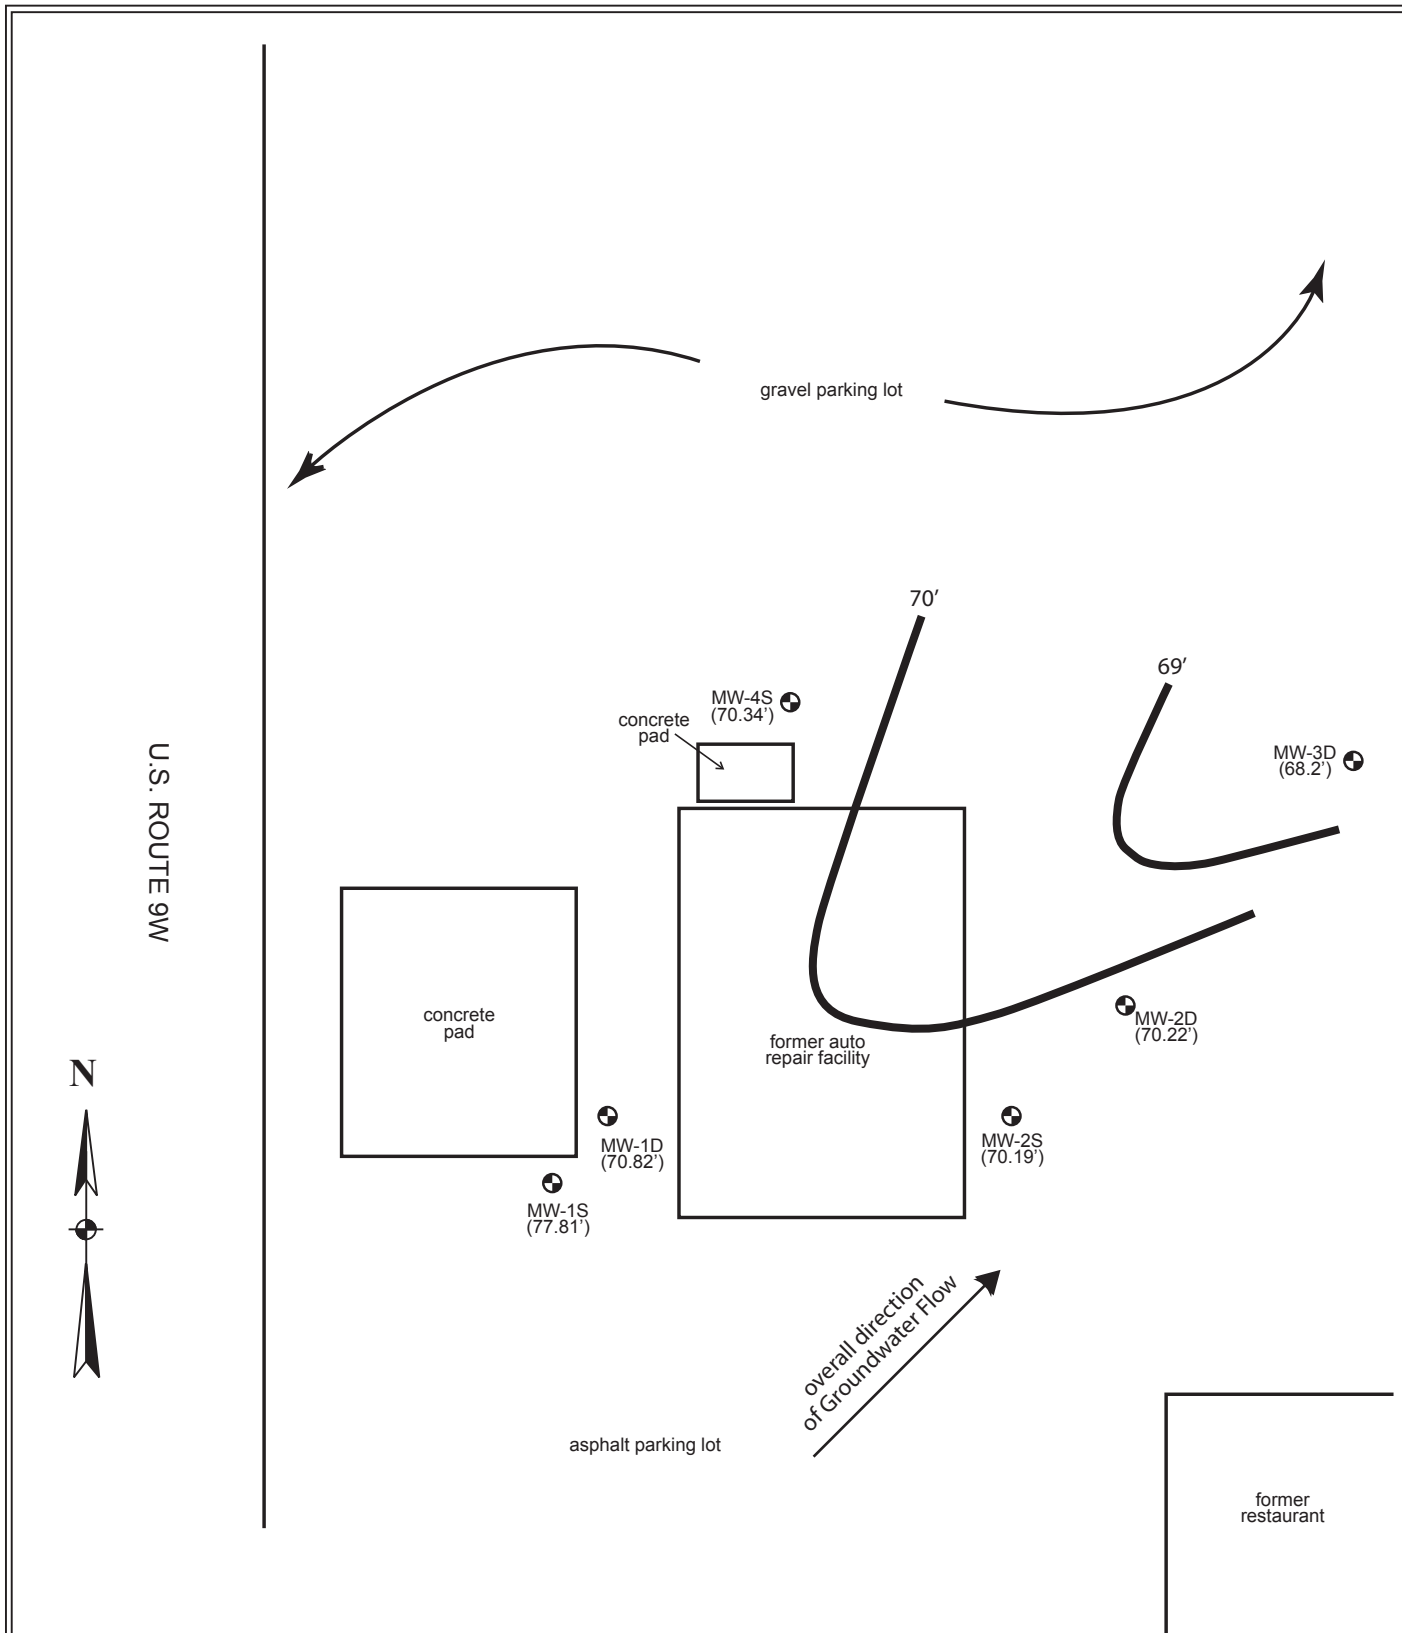 gravel parking lot
70’
69’
MW-4S
(70.34’)
concrete
pad
MW-3D
(68.2’)
U.S. ROUTE 9W
concrete
pad
MW-2D
(70.22’)
former auto
repair facility
N
MW-1D
(70.82’)
MW-2S
(70.19’)
MW-1S
(77.81’)
overall direction
of Groundwater Flow
asphalt parking lot
former
restaurant